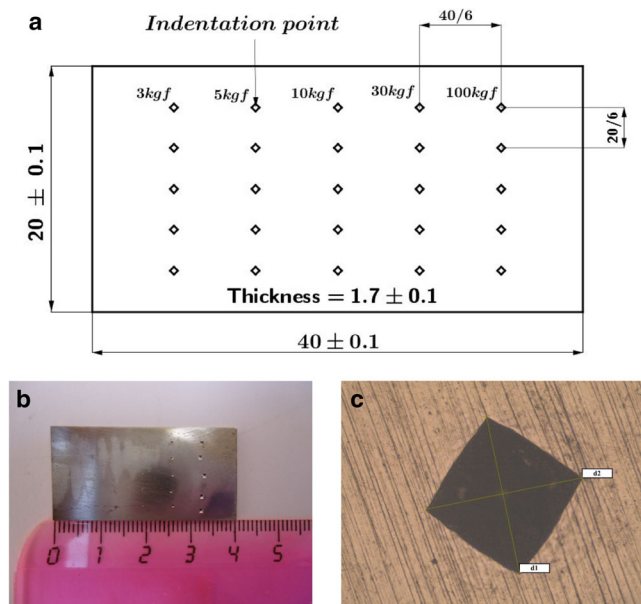 a
Indentation point
40/6
3kgf
5kgf
10kgf
30kgf
100kgf
20/6
20 ± 0.1
Thickness = 1.7 ± 0.1
40 ± 0.1
b
0 1 2 3 4 5
c
d2
d1